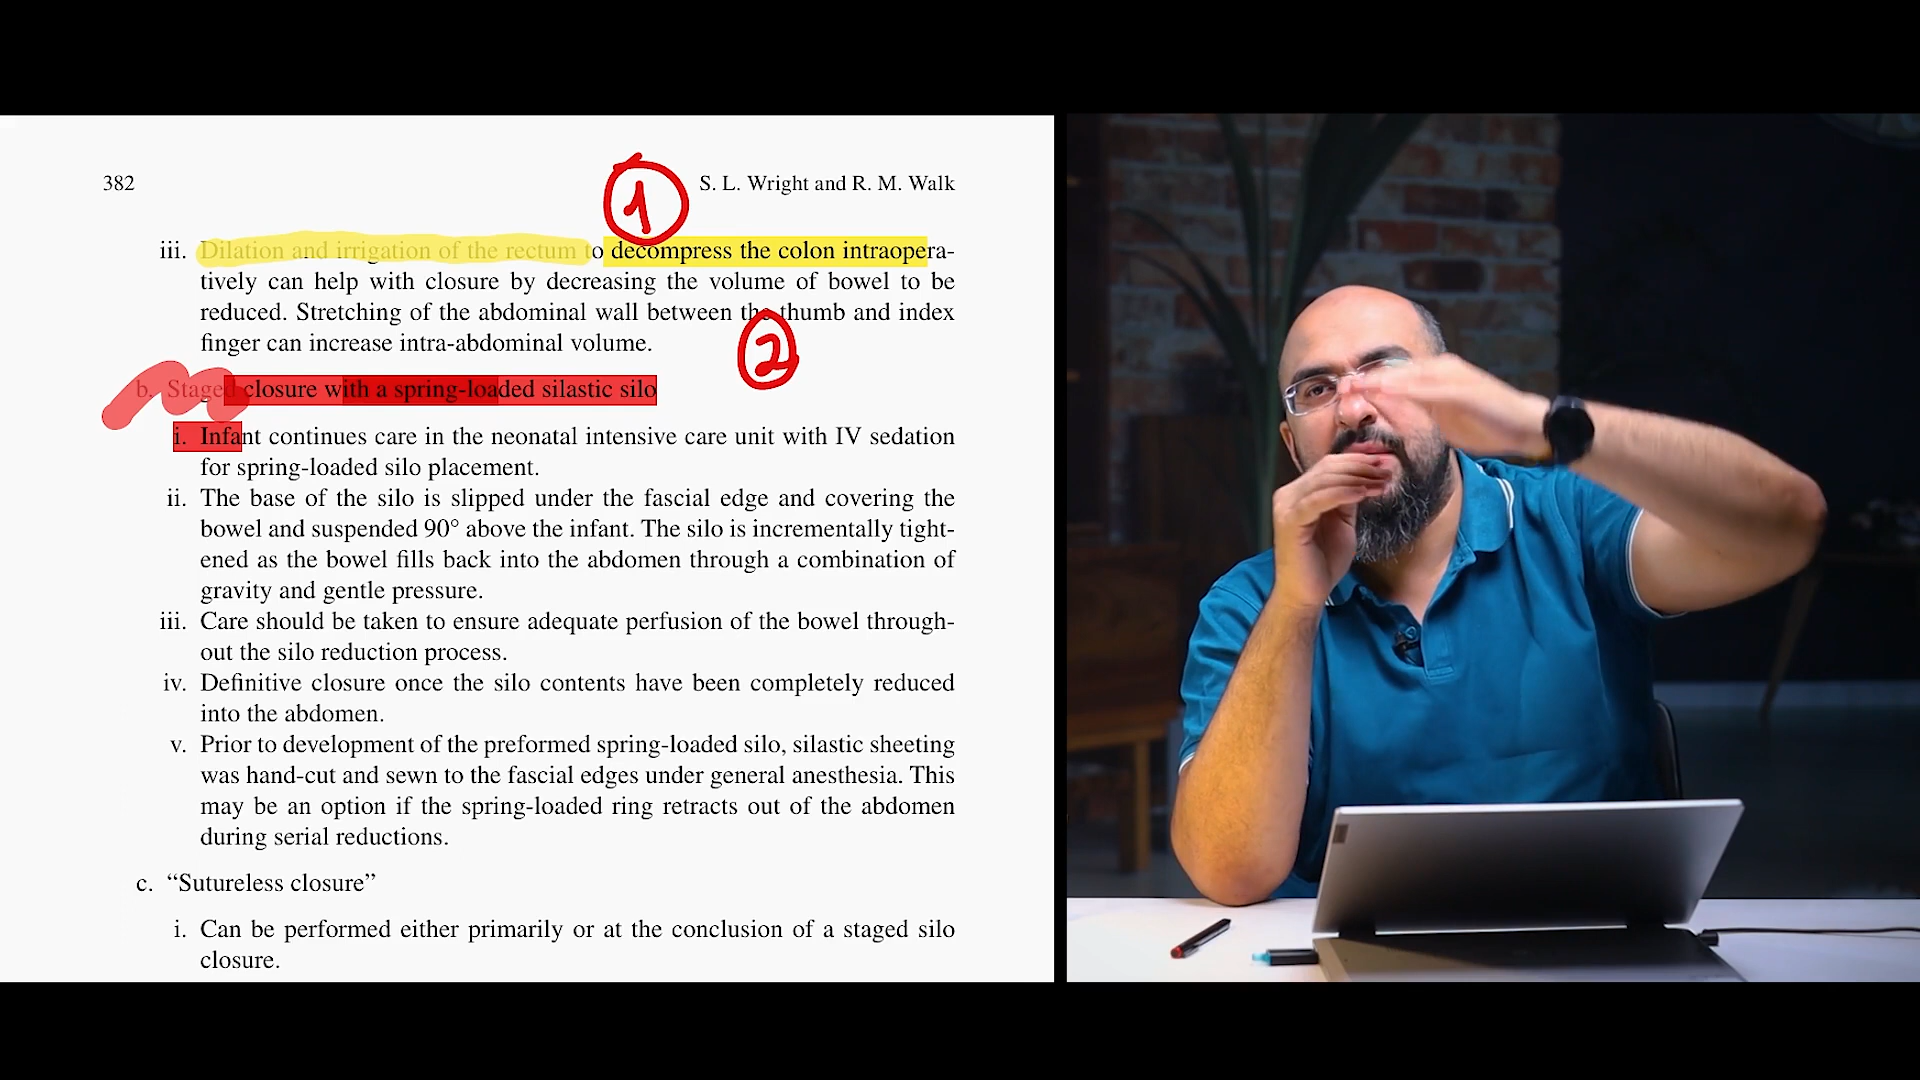 382
S. L. Wright and R. M. Walk
1
iii. Dilation and irrigation of the rectum to decompress the colon intraopera-
tively can help with closure by decreasing the volume of bowel to be
reduced. Stretching of the abdominal wall between the thumb and index
finger can increase intra-abdominal volume.
2
b. Staged closure with a spring-loaded silastic silo
i. Infant continues care in the neonatal intensive care unit with IV sedation
for spring-loaded silo placement.
ii. The base of the silo is slipped under the fascial edge and covering the
bowel and suspended 90° above the infant. The silo is incrementally tight-
ened as the bowel fills back into the abdomen through a combination of
gravity and gentle pressure.
iii. Care should be taken to ensure adequate perfusion of the bowel through-
out the silo reduction process.
iv. Definitive closure once the silo contents have been completely reduced
into the abdomen.
v. Prior to development of the preformed spring-loaded silo, silastic sheeting
was hand-cut and sewn to the fascial edges under general anesthesia. This
may be an option if the spring-loaded ring retracts out of the abdomen
during serial reductions.
c. “Sutureless closure”
i. Can be performed either primarily or at the conclusion of a staged silo
closure.